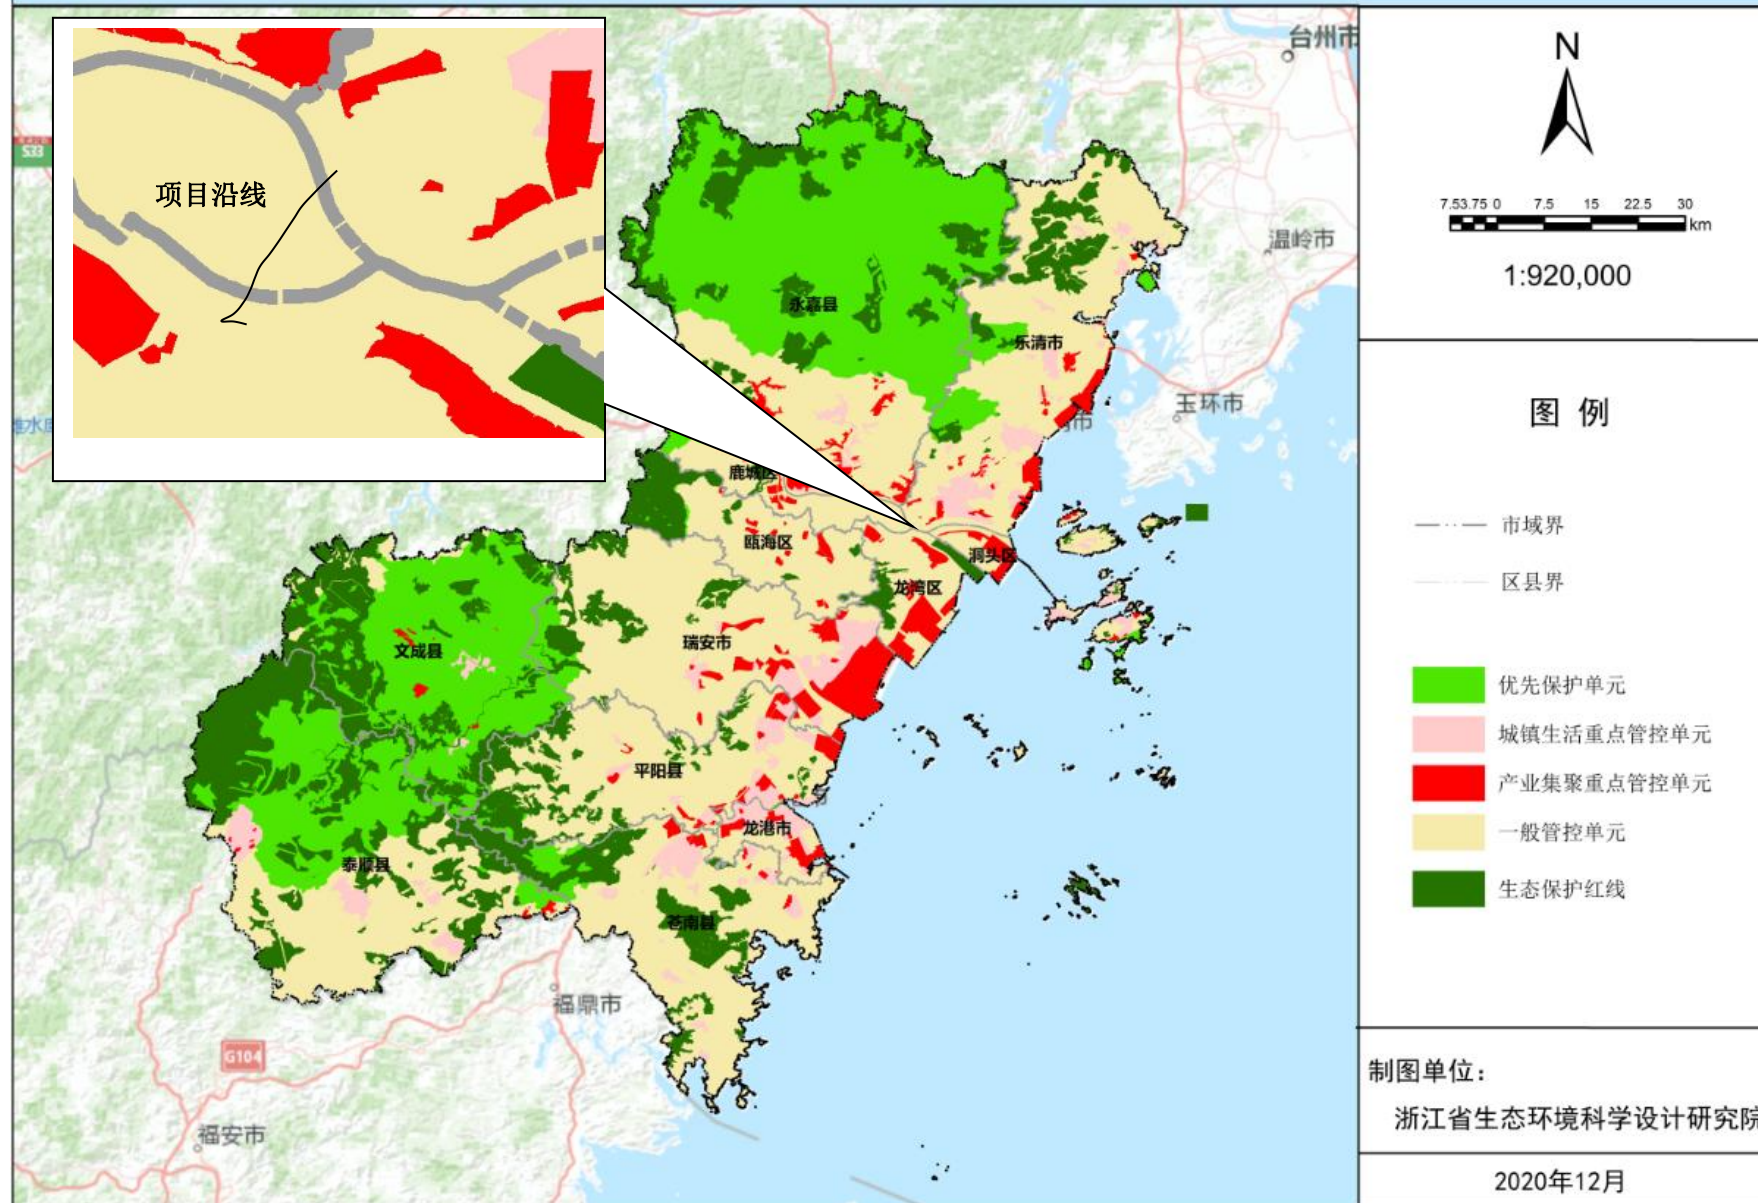 项目沿线
S33
台州市
温岭市
玉环市
永嘉县
乐清市
鹿城区
瓯海区
洞头区
龙湾区
文成县
瑞安市
平阳县
龙港市
泰顺县
苍南县
福鼎市
G104
福安市
N
7.53.75 0 7.5 15 22.5 30
km
1:920,000
图 例
市域界
区县界
优先保护单元
城镇生活重点管控单元
产业集聚重点管控单元
一般管控单元
生态保护红线
制图单位：
浙江省生态环境科学设计研究院
2020年12月